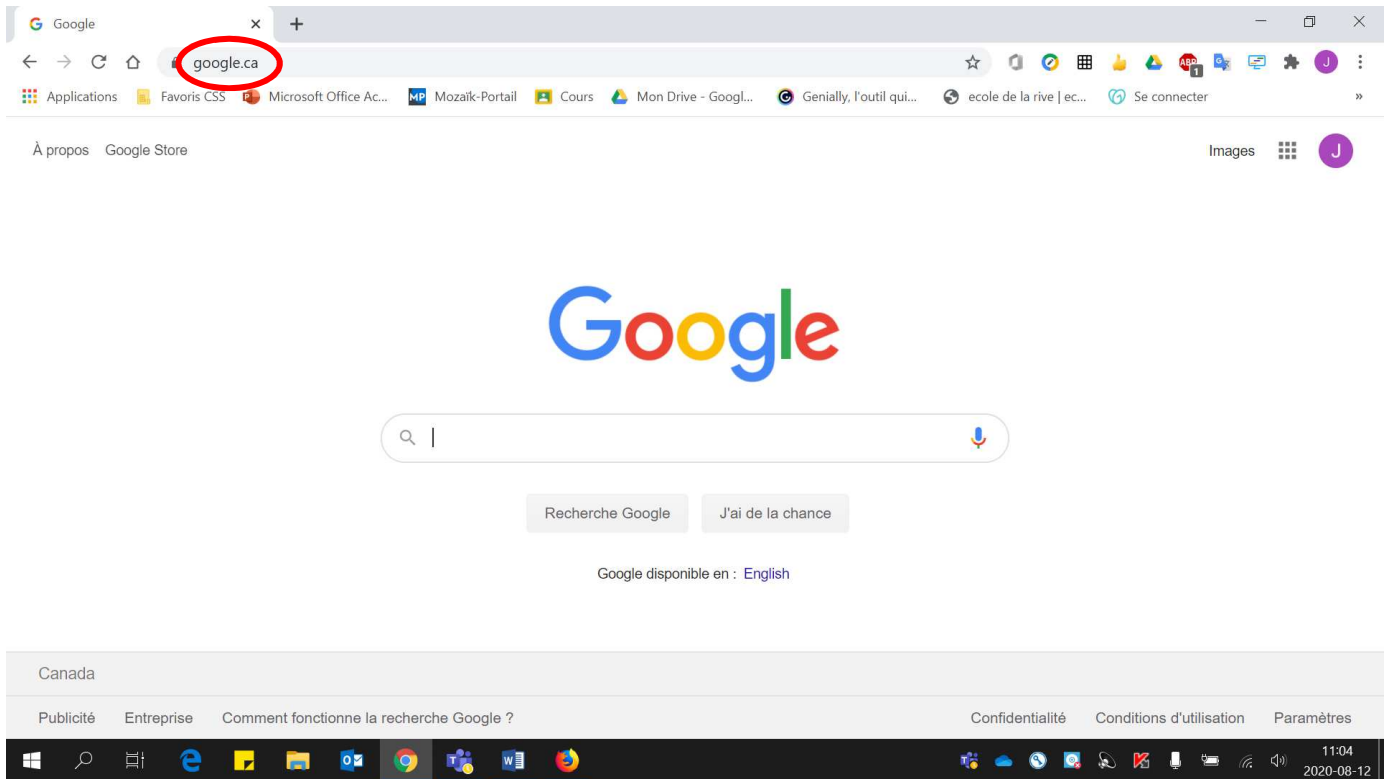 Google
google.ca
Applications Favoris CSS Microsoft Office Ac... MP Mozaïk-Portail Cours Mon Drive - Googl... Genially, l'outil qui... ecole de la rive | ec... Se connecter »
À propos Google Store Images J
Google
Recherche Google J'ai de la chance
Google disponible en : English
Canada
Publicité Entreprise Comment fonctionne la recherche Google ? Confidentialité Conditions d'utilisation Paramètres
11:04
2020-08-12